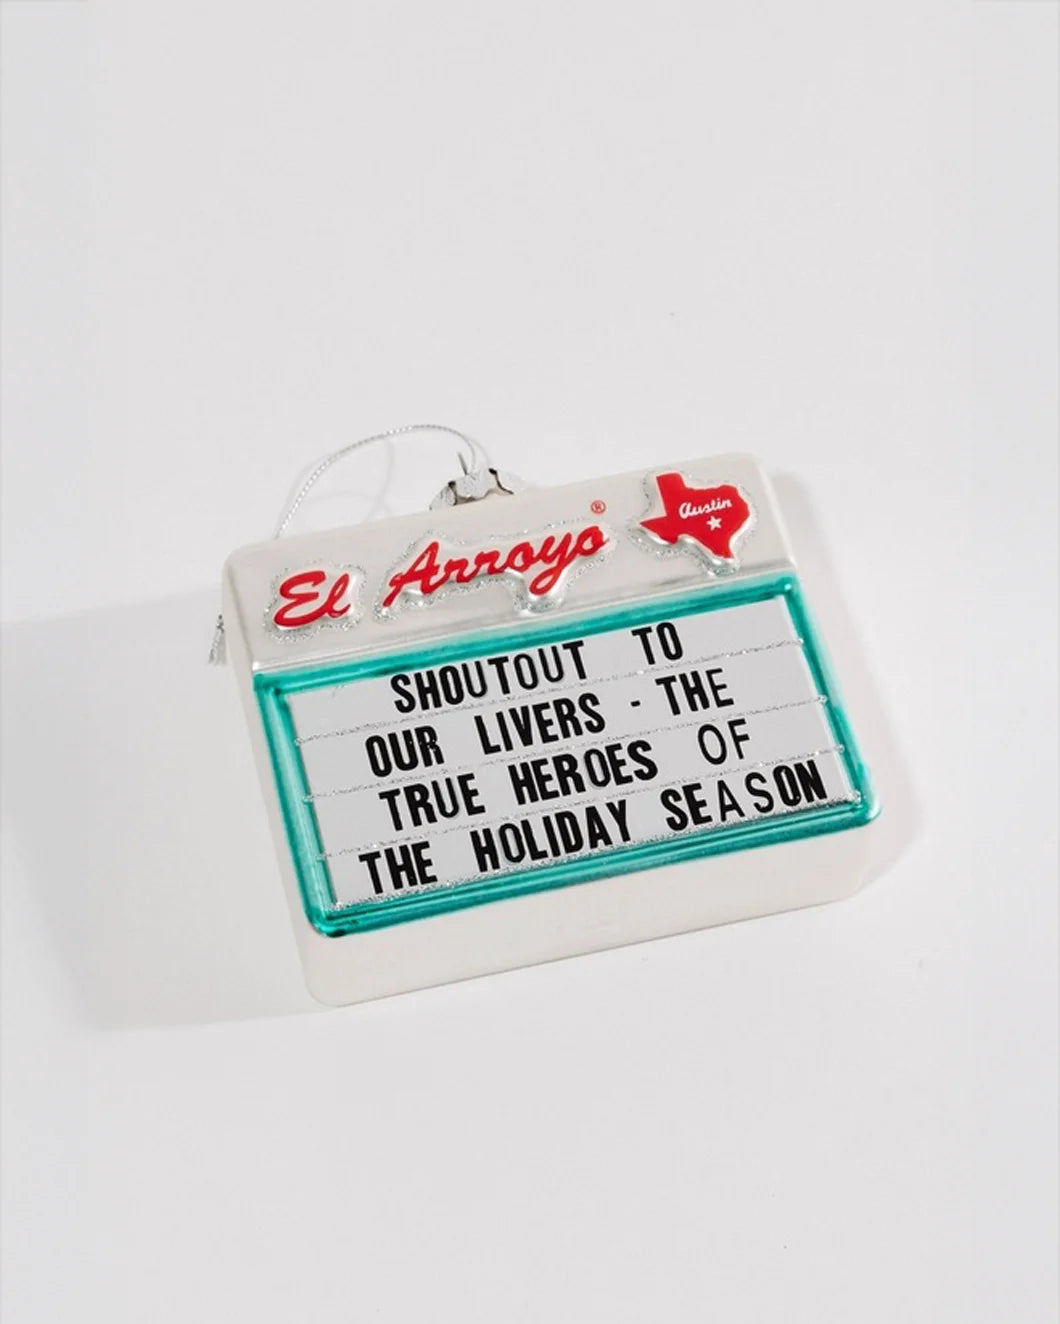 El Arroyo®
Austin
SHOUTOUT TO
OUR LIVERS - THE
TRUE HEROES OF
THE HOLIDAY SEASON